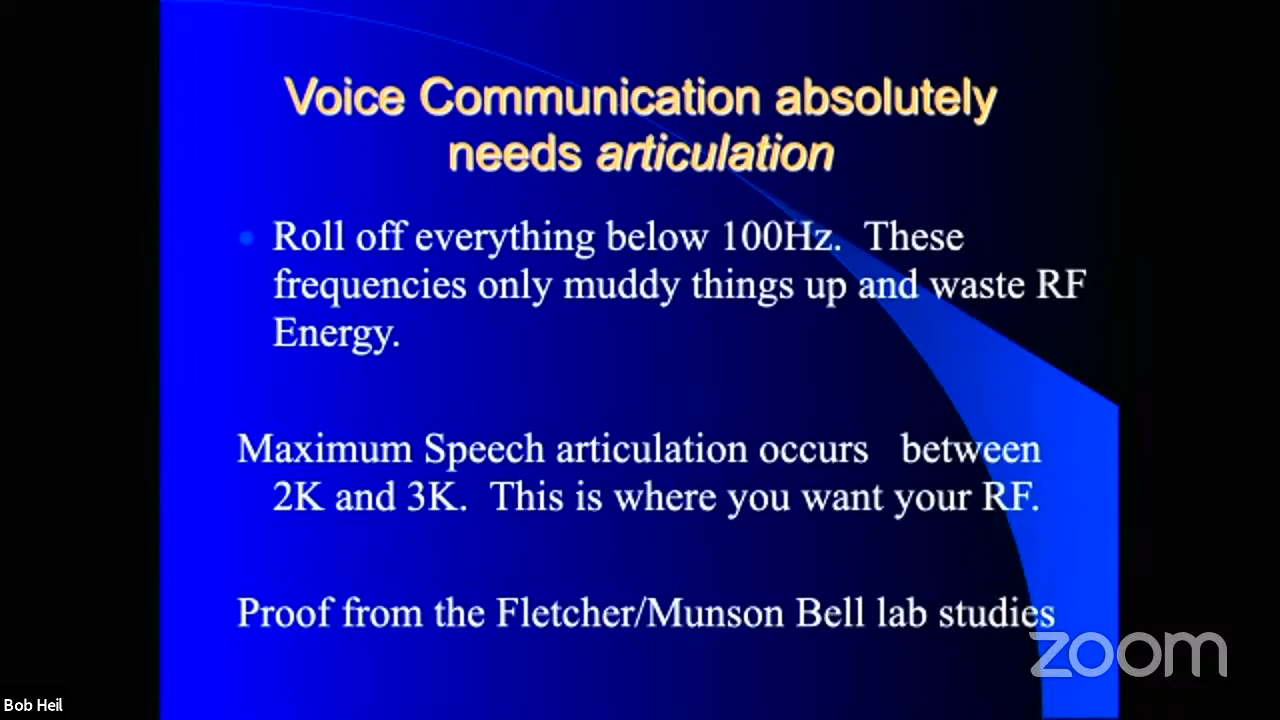 Voice Communication absolutely
needs articulation
Roll off everything below 100Hz.  These
frequencies only muddy things up and waste RF
Energy.
Maximum Speech articulation occurs   between
2K and 3K.  This is where you want your RF.
Proof from the Fletcher/Munson Bell lab studies
zoom
Bob Heil